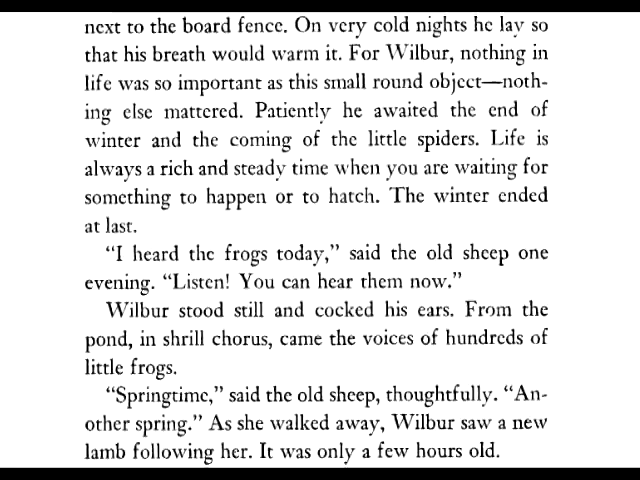 next to the board fence. On very cold nights he lay so
that his breath would warm it. For Wilbur, nothing in
life was so important as this small round object—noth-
ing else mattered. Patiently he awaited the end of
winter and the coming of the little spiders. Life is
always a rich and steady time when you are waiting for
something to happen or to hatch. The winter ended
at last.
"I heard the frogs today," said the old sheep one
evening. "Listen! You can hear them now."
Wilbur stood still and cocked his ears. From the
pond, in shrill chorus, came the voices of hundreds of
little frogs.
"Springtime," said the old sheep, thoughtfully. "An-
other spring." As she walked away, Wilbur saw a new
lamb following her. It was only a few hours old.